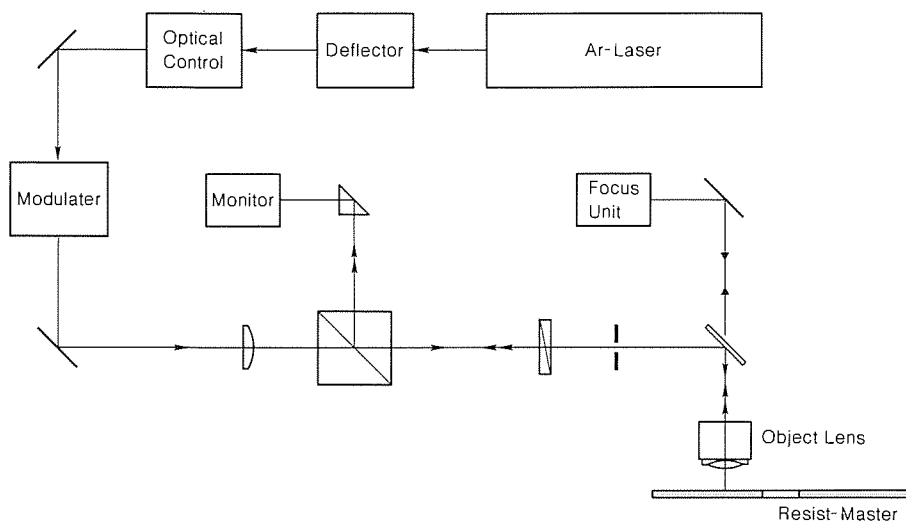 Optical
Control
Deflector
Ar-Laser
Modulater
Monitor
Focus
Unit
Object Lens
Resist-Master